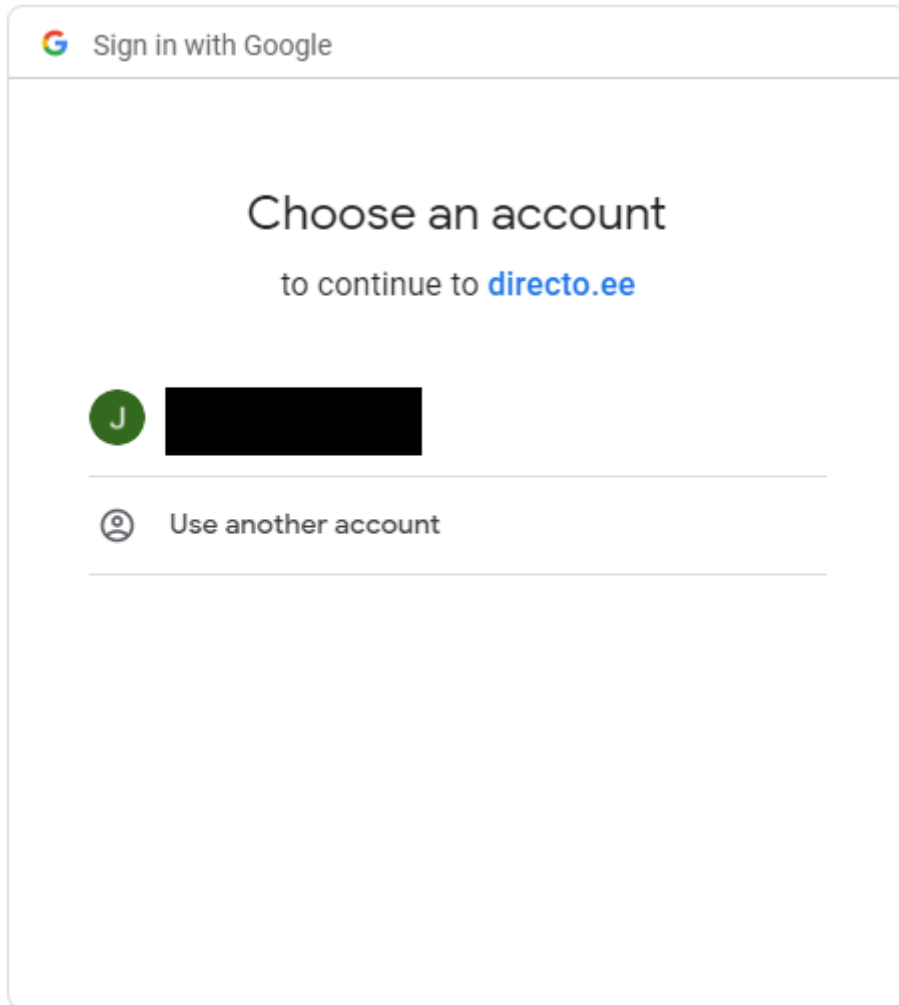 Sign in with Google
Choose an account
to continue to directo.ee
J
Use another account